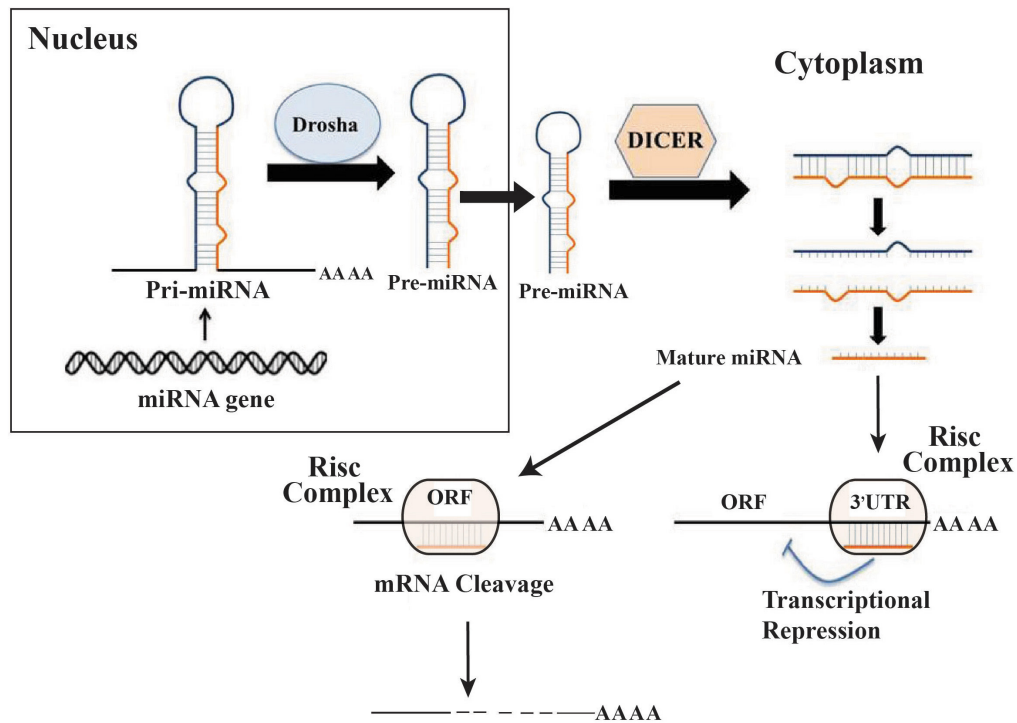 Nucleus
Cytoplasm
Drosha
DICER
AA AA
Pri-miRNA
Pre-miRNA
Pre-miRNA
miRNA gene
Mature miRNA
Risc
Complex
ORF
AA AA
mRNA Cleavage
AAAA
Risc
Complex
ORF
3'UTR
AA AA
Transcriptional
Repression